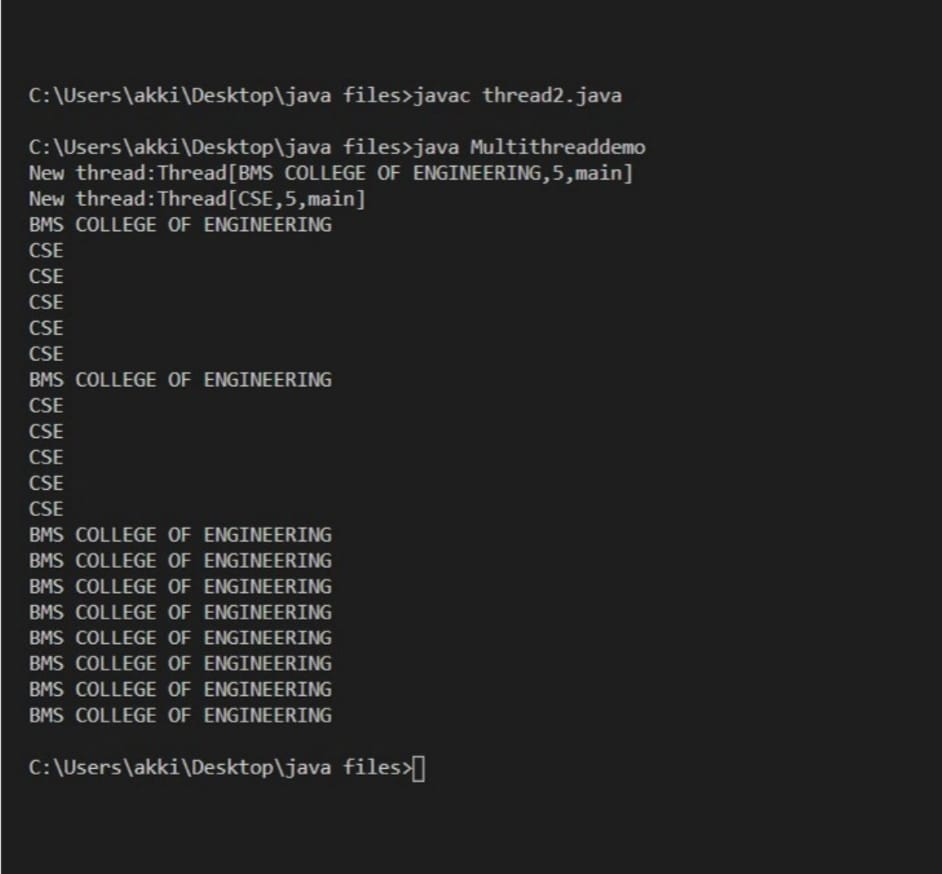 C:\Users\akki\Desktop\java files>javac thread2.java
C:\Users\akki\Desktop\java files>java Multithreaddemo
New thread:Thread[BMS COLLEGE OF ENGINEERING,5,main]
New thread:Thread[CSE,5,main]
BMS COLLEGE OF ENGINEERING
CSE
CSE
CSE
CSE
CSE
BMS COLLEGE OF ENGINEERING
CSE
CSE
CSE
CSE
CSE
BMS COLLEGE OF ENGINEERING
BMS COLLEGE OF ENGINEERING
BMS COLLEGE OF ENGINEERING
BMS COLLEGE OF ENGINEERING
BMS COLLEGE OF ENGINEERING
BMS COLLEGE OF ENGINEERING
BMS COLLEGE OF ENGINEERING
BMS COLLEGE OF ENGINEERING
C:\Users\akki\Desktop\java files>